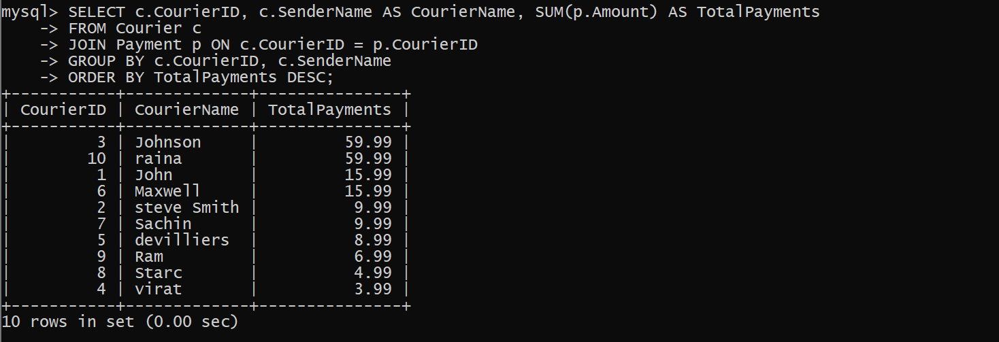 mysql> SELECT c.CourierID, c.SenderName AS CourierName, SUM(p.Amount) AS TotalPayments
    -> FROM Courier c
    -> JOIN Payment p ON c.CourierID = p.CourierID
    -> GROUP BY c.CourierID, c.SenderName
    -> ORDER BY TotalPayments DESC;
+-----------+-------------+---------------+
| CourierID | CourierName | TotalPayments |
+-----------+-------------+---------------+
|         3 | Johnson     |         59.99 |
|        10 | raina       |         59.99 |
|         1 | John        |         15.99 |
|         6 | Maxwell     |         15.99 |
|         2 | steve Smith |          9.99 |
|         7 | Sachin      |          9.99 |
|         5 | devilliers  |          8.99 |
|         9 | Ram         |          6.99 |
|         8 | Starc       |          4.99 |
|         4 | virat       |          3.99 |
+-----------+-------------+---------------+
10 rows in set (0.00 sec)